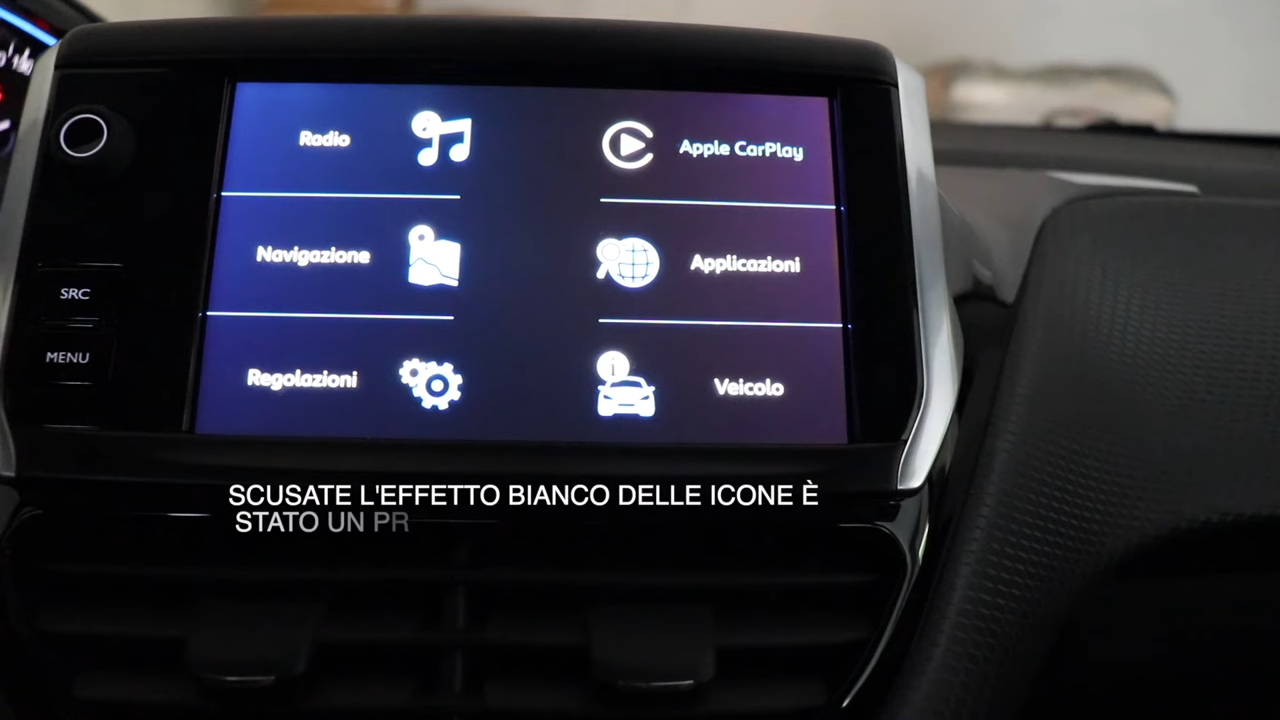 Radio
Apple CarPlay
Navigazione
Applicazioni
SRC
MENU
Regolazioni
Veicolo
SCUSATE L'EFFETTO BIANCO DELLE ICONE È
STATO UN PR